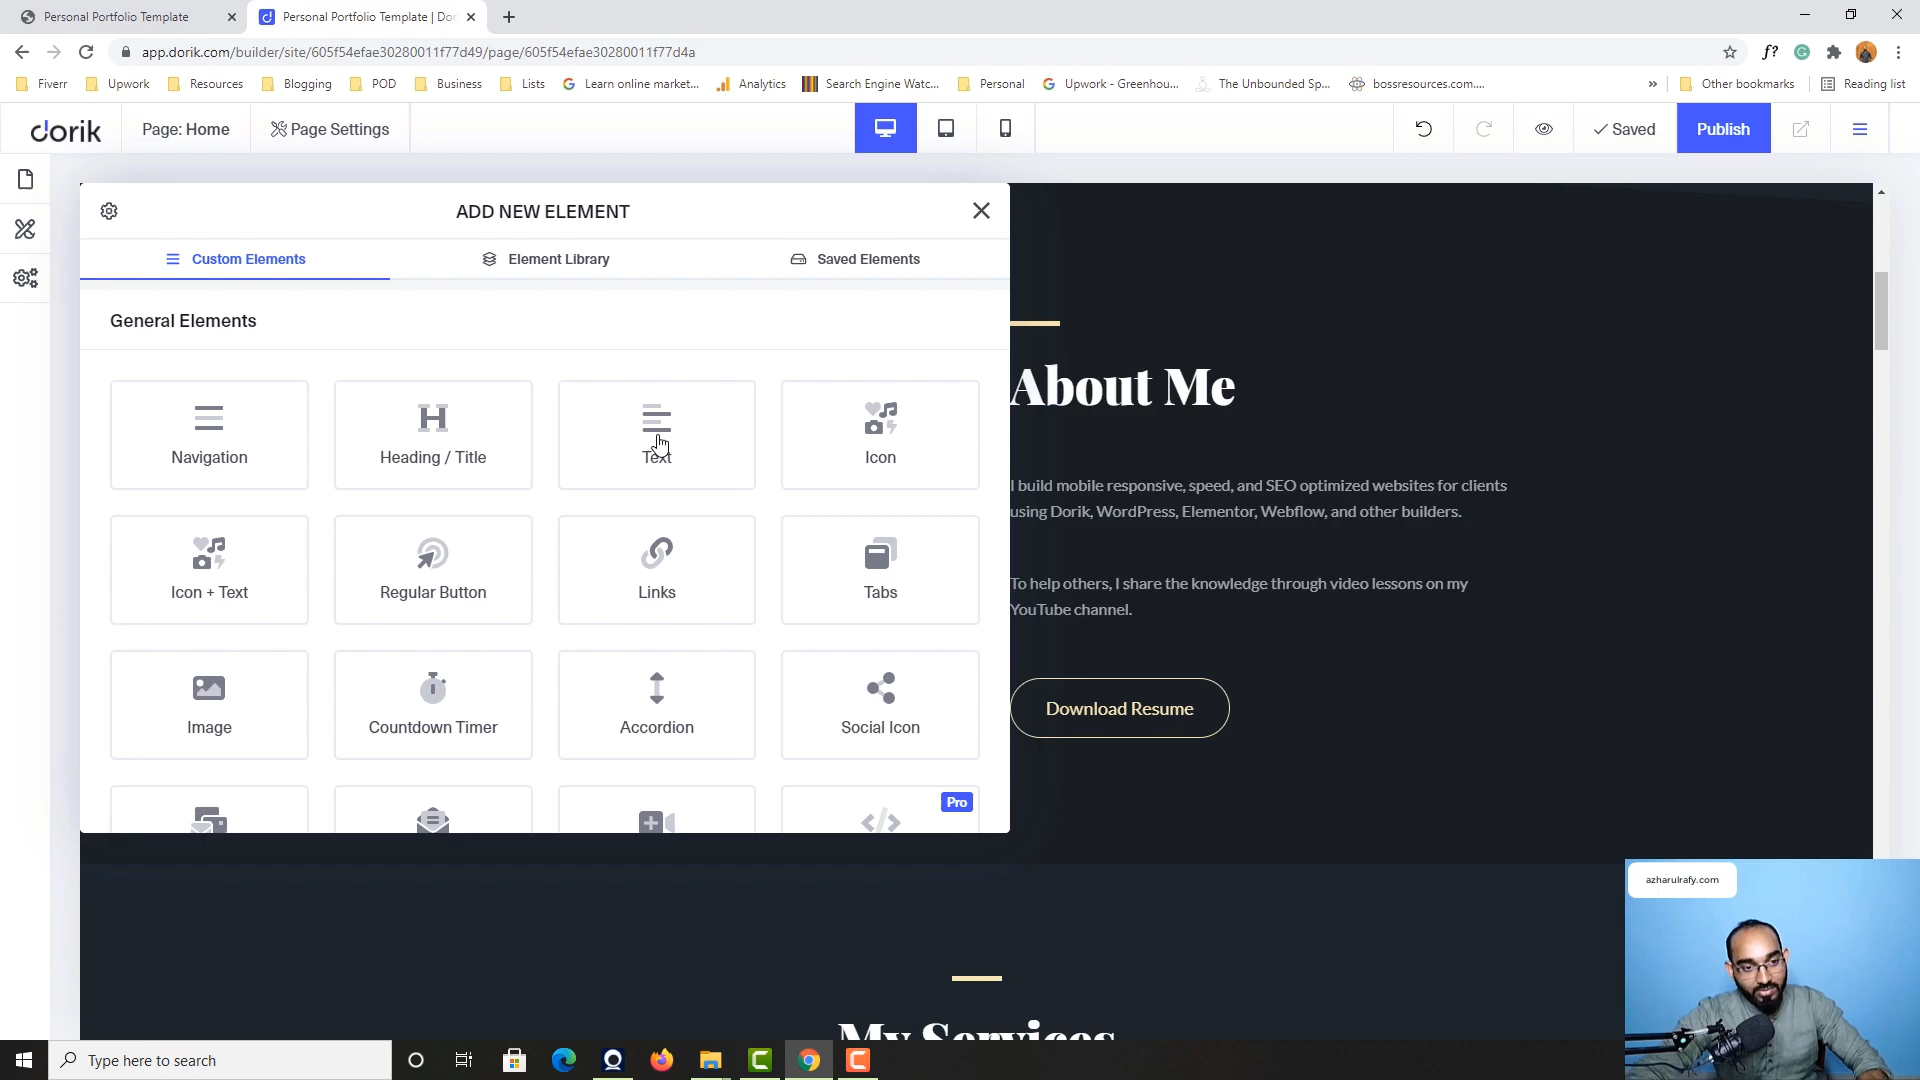 Personal Portfolio Template
Personal Portfolio Template | Dor
app.dorik.com/builder/site/605f54efae30280011f77d49/page/605f54efae30280011f77d4a
f?
Fiverr
Upwork
Resources
Blogging
POD
Business
Lists
Learn online market...
Analytics
Search Engine Watc...
Personal
Upwork - Greenhou...
The Unbounded Sp...
bossresources.com....
»
Other bookmarks
Reading list
dorik
Page: Home
Page Settings
Saved
Publish
ADD NEW ELEMENT
Custom Elements
Element Library
Saved Elements
General Elements
Navigation
Heading / Title
Text
Icon
Icon + Text
Regular Button
Links
Tabs
Image
Countdown Timer
Accordion
Social Icon
Pro
About Me
I build mobile responsive, speed, and SEO optimized websites for clients
using Dorik, WordPress, Elementor, Webflow, and other builders.
To help others, I share the knowledge through video lessons on my
YouTube channel.
Download Resume
My Services
azharulrafy.com
Type here to search